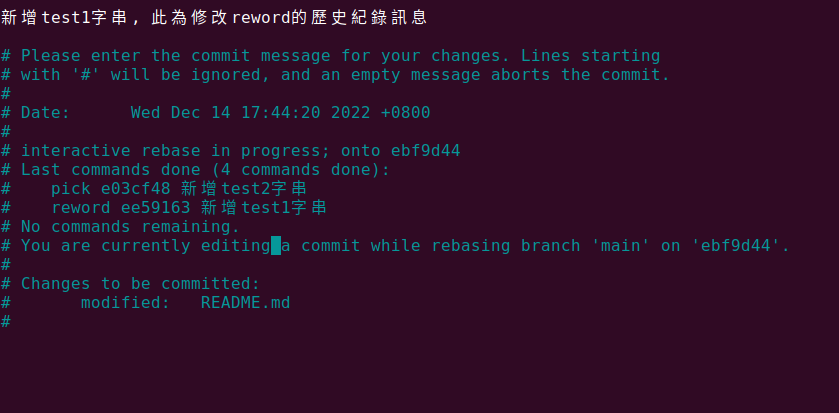 新增test1字串, 此為修改reword的歷史紀錄訊息
# Please enter the commit message for your changes. Lines starting
# with '#' will be ignored, and an empty message aborts the commit.
#
# Date:      Wed Dec 14 17:44:20 2022 +0800
#
# interactive rebase in progress; onto ebf9d44
# Last commands done (4 commands done):
#    pick e03cf48 新增test2字串
#    reword ee59163 新增test1字串
# No commands remaining.
# You are currently editing a commit while rebasing branch 'main' on 'ebf9d44'.
#
# Changes to be committed:
#       modified:   README.md
#